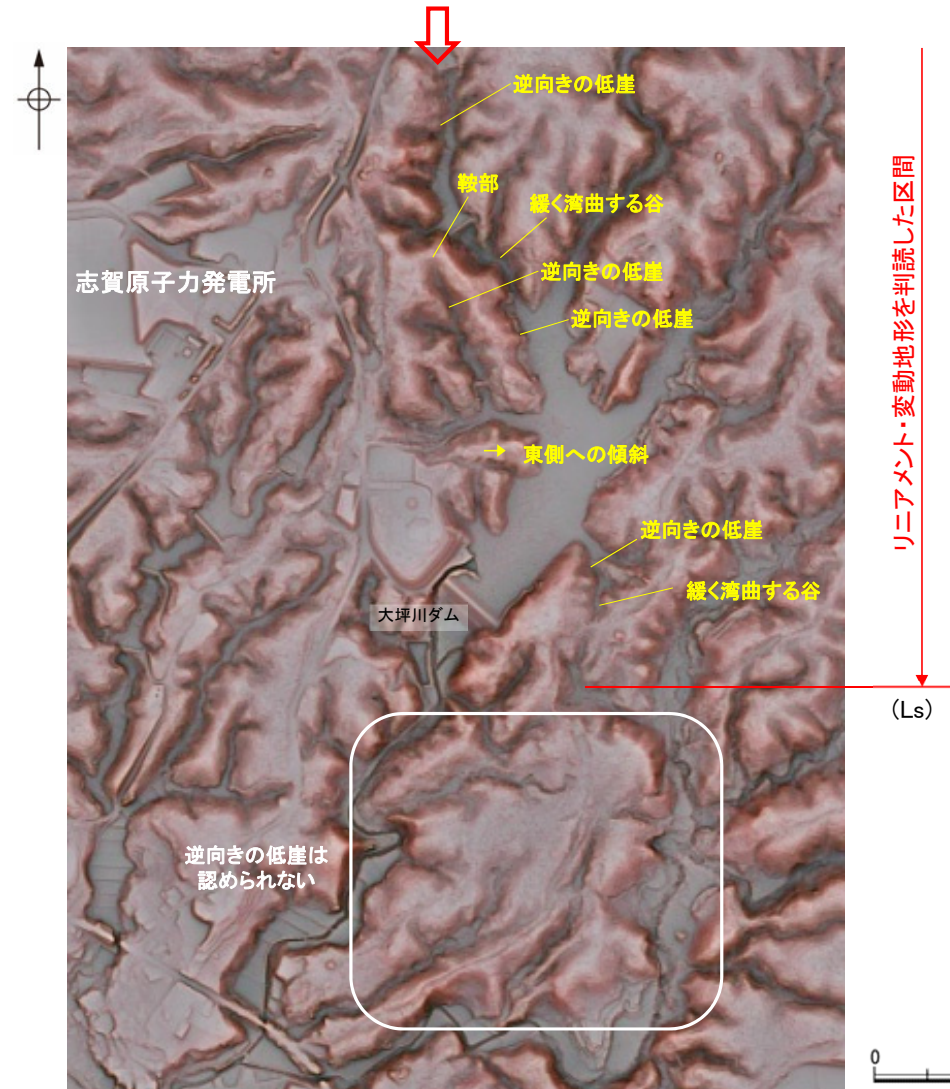 逆向きの低崖
鞍部
緩く湾曲する谷
志賀原子力発電所
逆向きの低崖
逆向きの低崖
リニアメント・変動地形を判読した区間
東側への傾斜
逆向きの低崖
緩く湾曲する谷
大坪川ダム
(Ls)
逆向きの低崖は
認められない
0